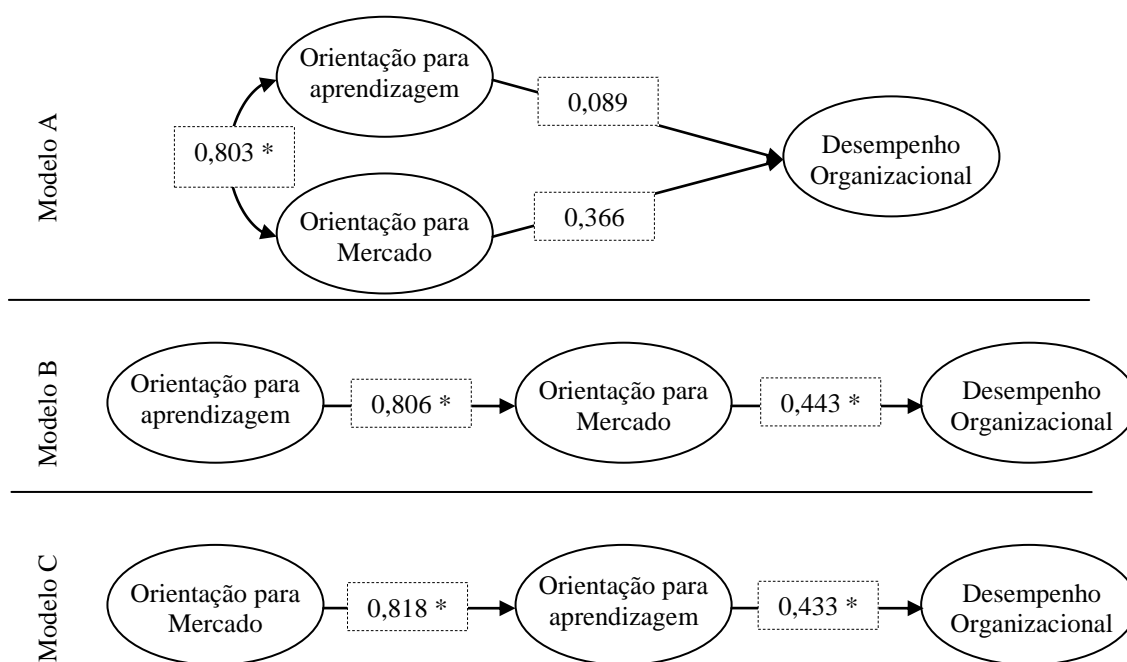 Modelo A
Orientação para
aprendizagem
0,089
0,803 *
Desempenho
Organizacional
Orientação para
Mercado
0,366
Modelo B
Orientação para
aprendizagem
0,806 *
Orientação para
Mercado
0,443 *
Desempenho
Organizacional
Modelo C
Orientação para
Mercado
0,818 *
Orientação para
aprendizagem
0,433 *
Desempenho
Organizacional